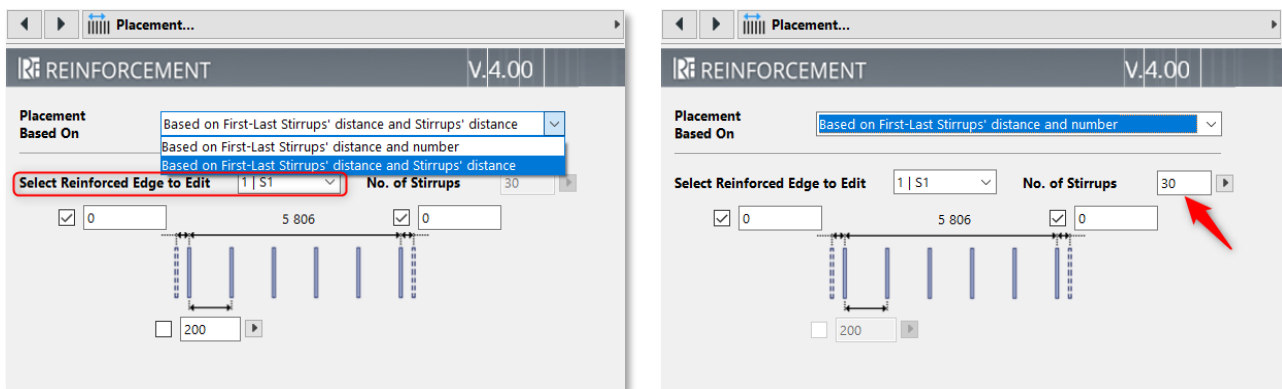 Placement...
REINFORCEMENT V.4.00
Placement
Based On
Based on First-Last Stirrups' distance and Stirrups' distance
Based on First-Last Stirrups' distance and number
Based on First-Last Stirrups' distance and Stirrups' distance
Select Reinforced Edge to Edit 1 | S1 No. of Stirrups 30
0 5 806 0
200
Placement...
REINFORCEMENT V.4.00
Placement
Based On
Based on First-Last Stirrups' distance and number
Select Reinforced Edge to Edit 1 | S1 No. of Stirrups 30
0 5 806 0
200